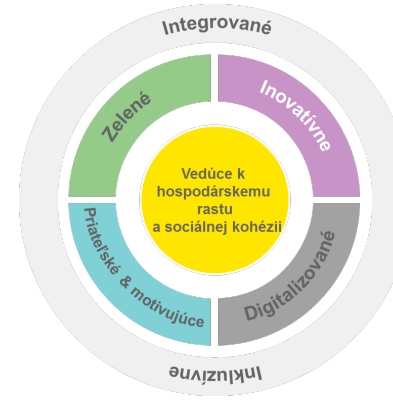 Integrované
Zelené
Inovatívne
Vedúce k
hospodárskemu
rastu
a sociálnej kohézii
Priateľské & motivujúce
Digitalizované
Inkluzívne